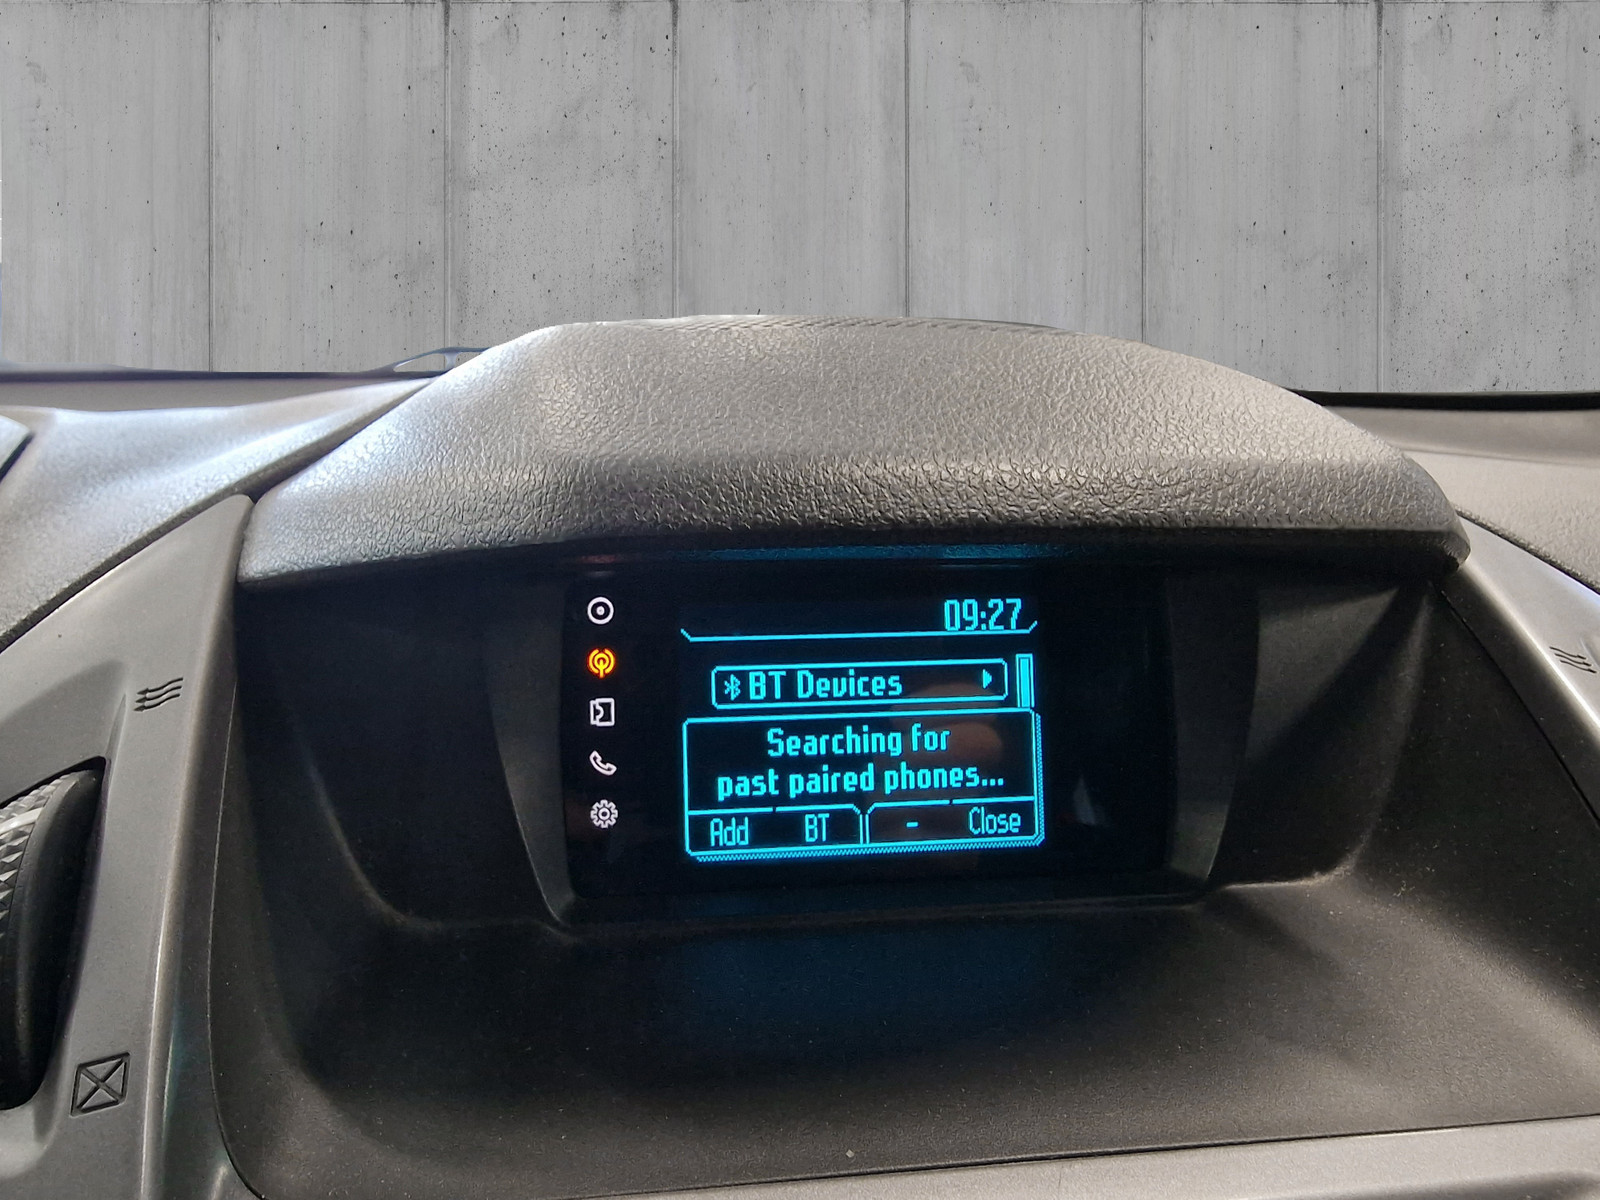 09:27
BT Devices
Searching for
past paired phones...
Add BT - Close